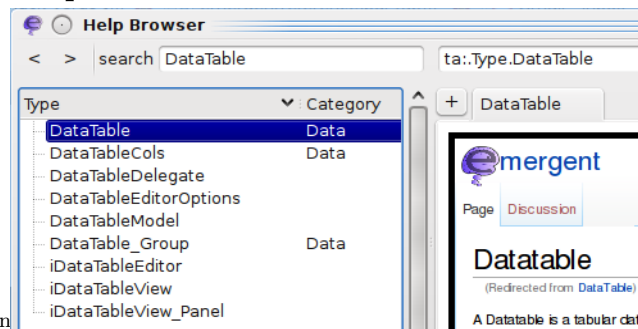 Help Browser
< > search DataTable ta:.Type.DataTable
Type Category
DataTable Data
DataTableCols Data
DataTableDelegate
DataTableEditorOptions
DataTableModel
DataTable_Group Data
iDataTableEditor
iDataTableView
iDataTableView_Panel
n
+ DataTable
emergent
Page Discussion
Datatable
(Redirected from DataTable)
A Datatable is a tabular dat